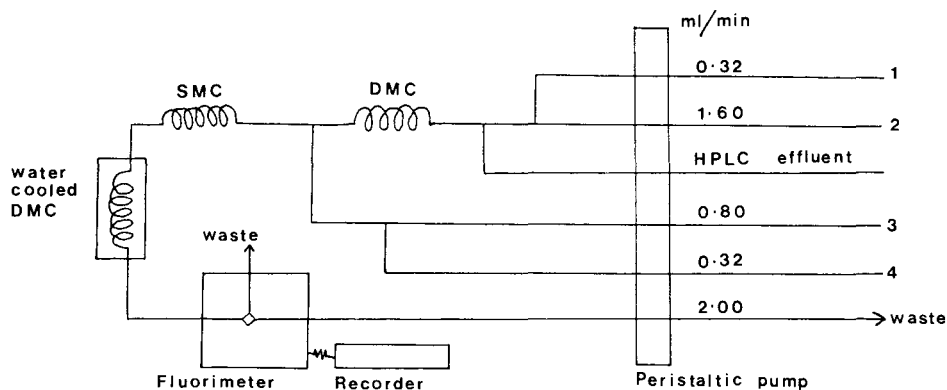 ml/min
0·32 1
SMC DMC
1·60 2
HPLC effluent
water
cooled
DMC
0·80 3
waste
0·32 4
2·00 waste
Fluorimeter Recorder Peristaltic pump